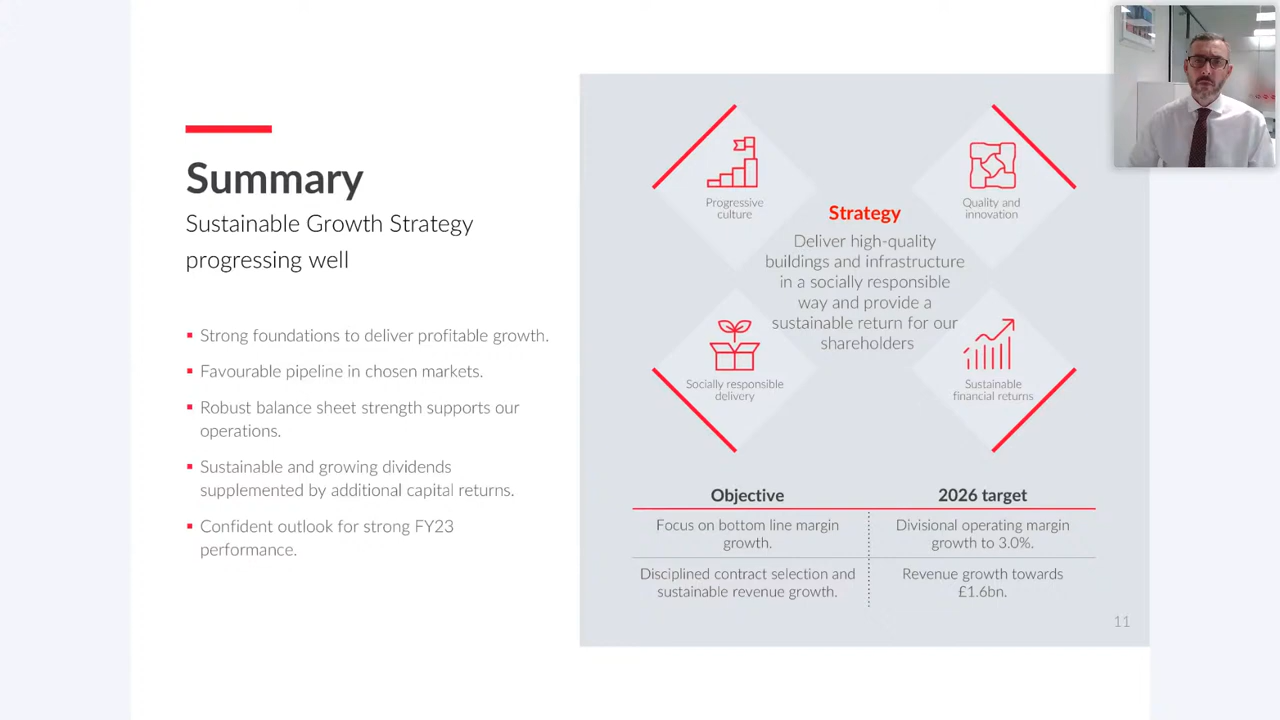 Summary
Sustainable Growth Strategy
progressing well
Strong foundations to deliver profitable growth.
Favourable pipeline in chosen markets.
Robust balance sheet strength supports our
operations.
Sustainable and growing dividends
supplemented by additional capital returns.
Confident outlook for strong FY23
performance.
Progressive
culture
Quality and
innovation
Strategy
Deliver high-quality
buildings and infrastructure
in a socially responsible
way and provide a
sustainable return for our
shareholders
Socially responsible
delivery
Sustainable
financial returns
Objective
2026 target
Focus on bottom line margin
growth.
Divisional operating margin
growth to 3.0%.
Disciplined contract selection and
sustainable revenue growth.
Revenue growth towards
£1.6bn.
11